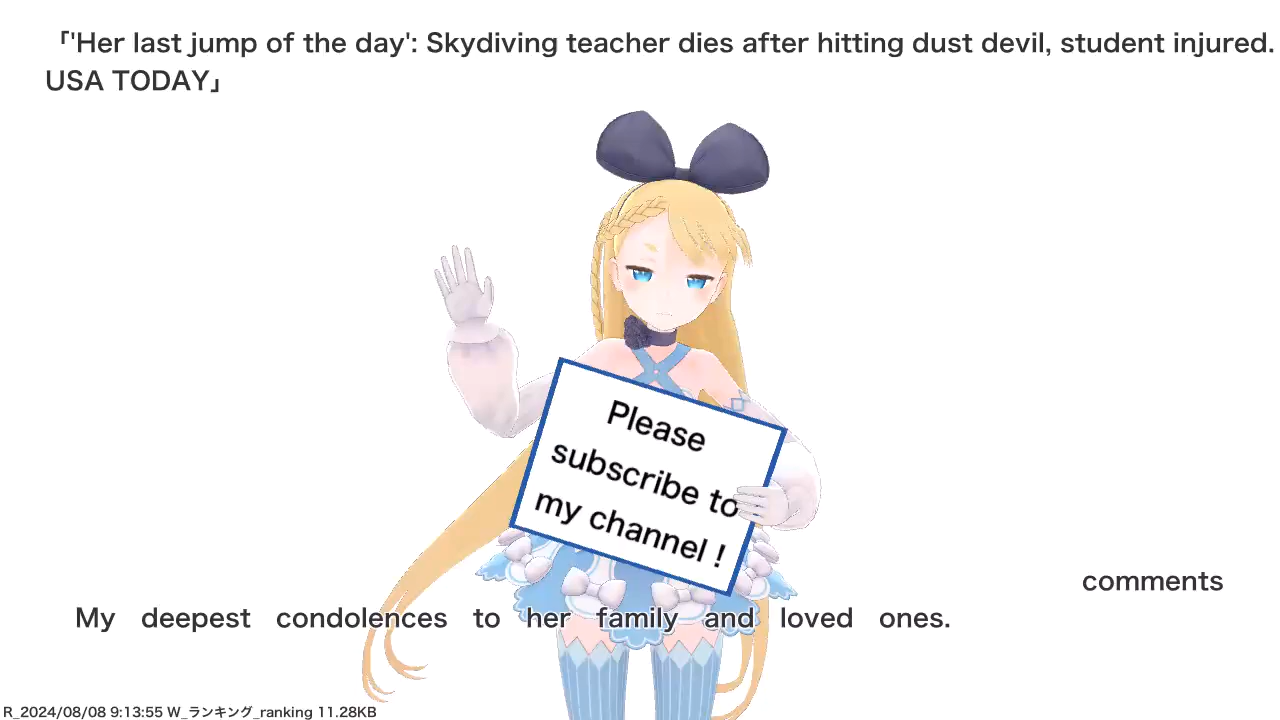 「'Her last jump of the day': Skydiving teacher dies after hitting dust devil, student injured.
USA TODAY」
Please
subscribe to
my channel !
comments
My deepest condolences to her family and loved ones.
R_2024/08/08 9:13:55 W_ランキング_ranking 11.28KB